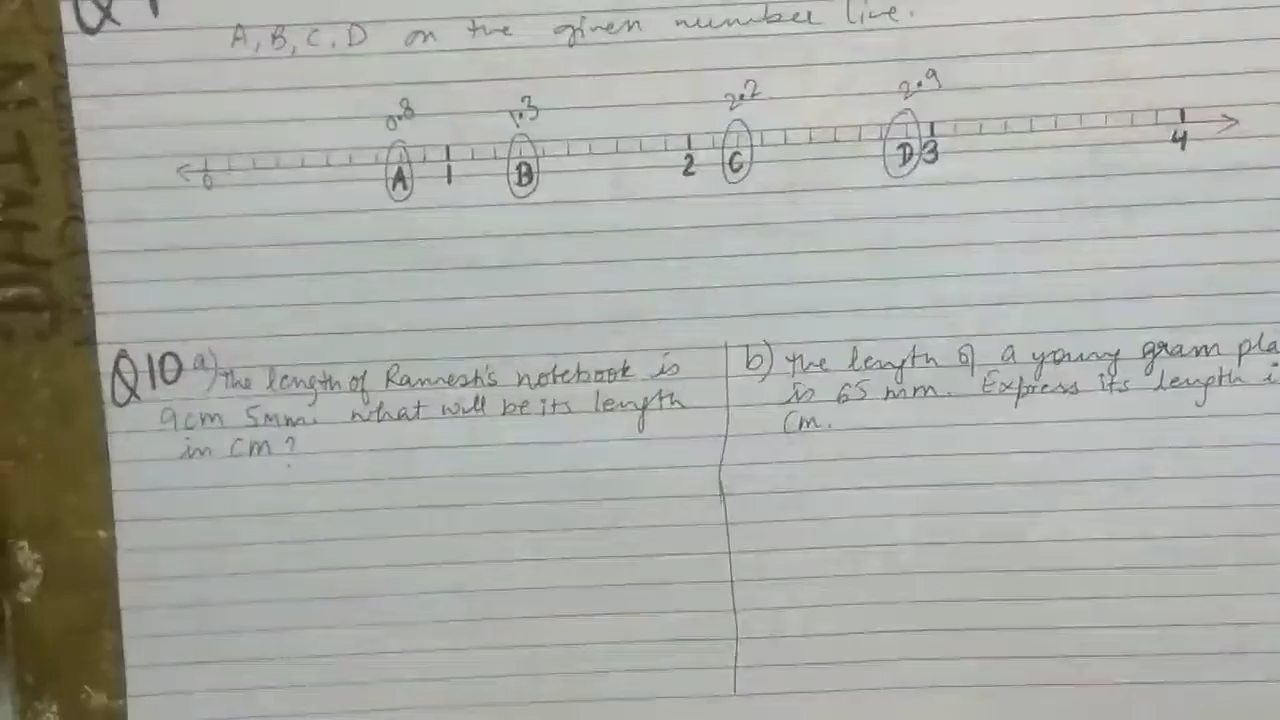 A, B, C, D on the given number line.
0.8 1.3 2.2 2.9
0 A 1 B 2 C D 3 4
Q10 a) The length of Ramesh's notebook is
9cm 5mm. what will be its length
in cm?
b) The length of a young gram pla
is 65 mm. Express its length i
cm.